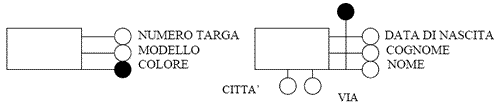 NUMERO TARGA
MODELLO
COLORE
DATA DI NASCITA
COGNOME
NOME
CITTA'
VIA